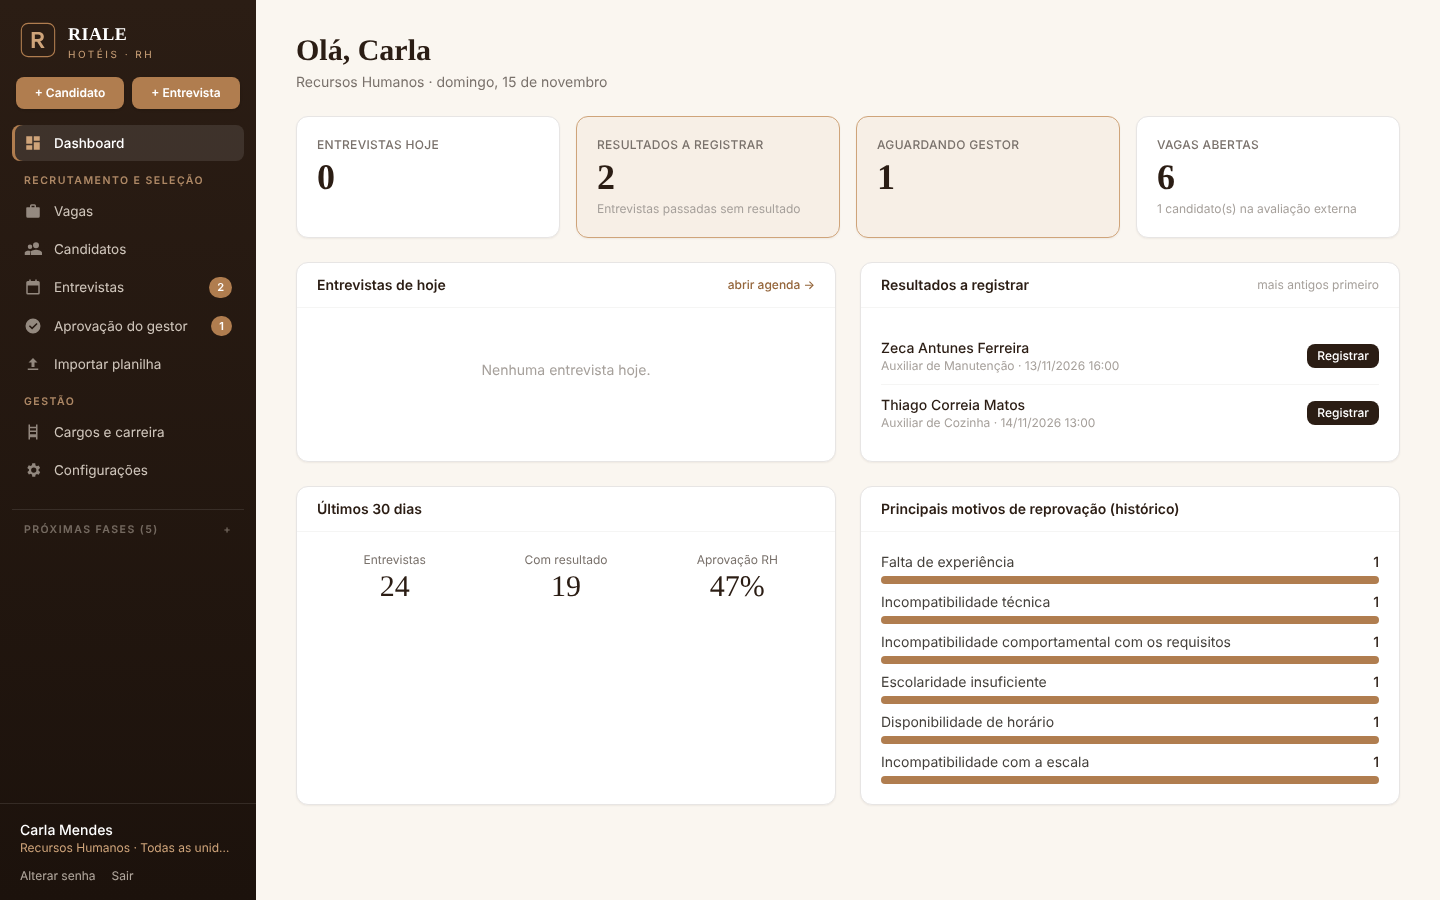 R
RIALE
HOTÉIS · RH
+ Candidato
+ Entrevista
Dashboard
RECRUTAMENTO E SELEÇÃO
Vagas
Candidatos
Entrevistas 2
Aprovação do gestor 1
Importar planilha
GESTÃO
Cargos e carreira
Configurações
PRÓXIMAS FASES (5) +
Carla Mendes
Recursos Humanos · Todas as unid...
Alterar senha Sair
Olá, Carla
Recursos Humanos · domingo, 15 de novembro
ENTREVISTAS HOJE
0
RESULTADOS A REGISTRAR
2
Entrevistas passadas sem resultado
AGUARDANDO GESTOR
1
VAGAS ABERTAS
6
1 candidato(s) na avaliação externa
Entrevistas de hoje abrir agenda →
Nenhuma entrevista hoje.
Resultados a registrar mais antigos primeiro
Zeca Antunes Ferreira
Auxiliar de Manutenção · 13/11/2026 16:00
Registrar
Thiago Correia Matos
Auxiliar de Cozinha · 14/11/2026 13:00
Registrar
Últimos 30 dias
Entrevistas
24
Com resultado
19
Aprovação RH
47%
Principais motivos de reprovação (histórico)
Falta de experiência 1
Incompatibilidade técnica 1
Incompatibilidade comportamental com os requisitos 1
Escolaridade insuficiente 1
Disponibilidade de horário 1
Incompatibilidade com a escala 1